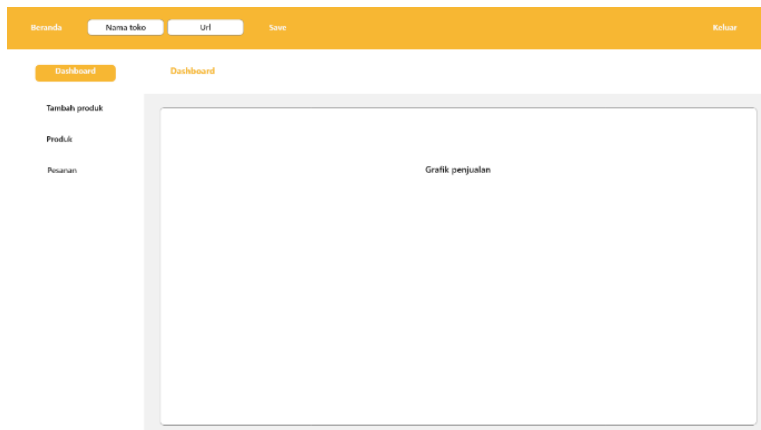 Beranda Nama toko Url Save Keluar
Dashboard Dashboard
Tambah produk
Produk
Pesanan Grafik penjualan